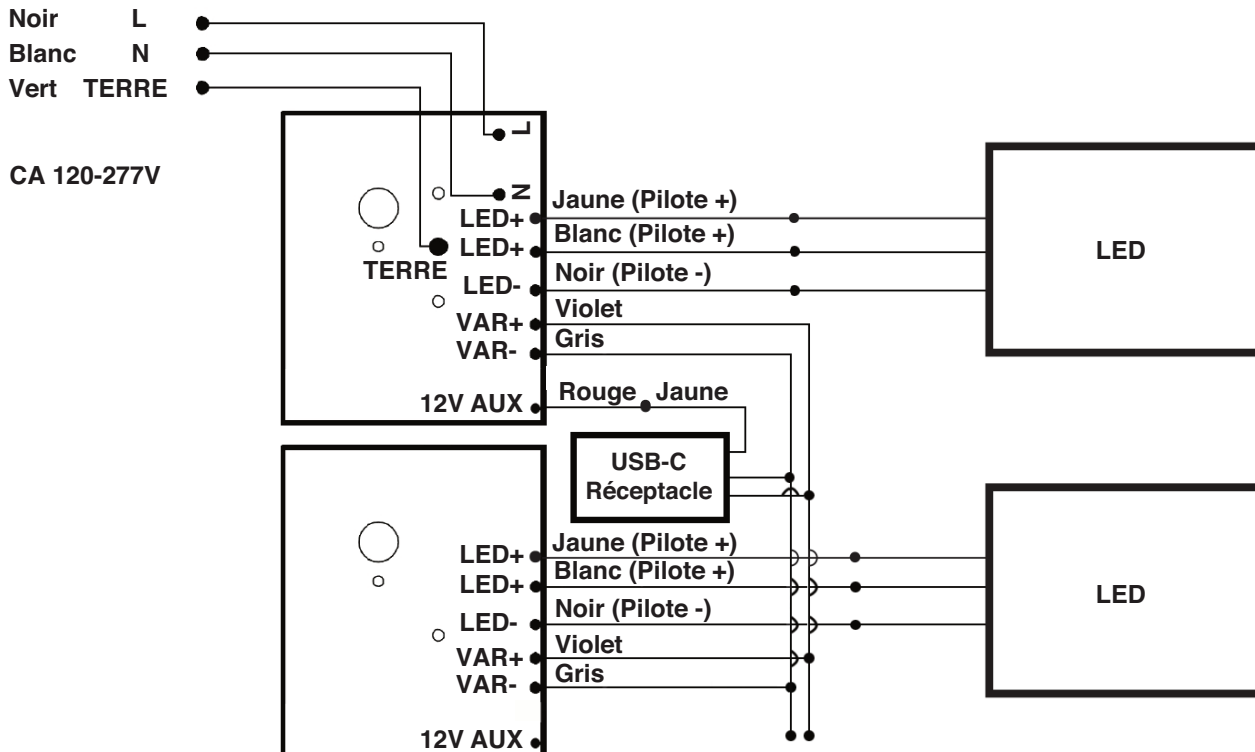 Noir L
Blanc N
Vert TERRE
CA 120-277V
L
N
LED+
LED+
TERRE
LED-
VAR+
VAR-
12V AUX
Jaune (Pilote +)
Blanc (Pilote +)
Noir (Pilote -)
Violet
Gris
Rouge Jaune
LED
USB-C
Réceptacle
LED+
LED+
LED-
VAR+
VAR-
12V AUX
Jaune (Pilote +)
Blanc (Pilote +)
Noir (Pilote -)
Violet
Gris
LED